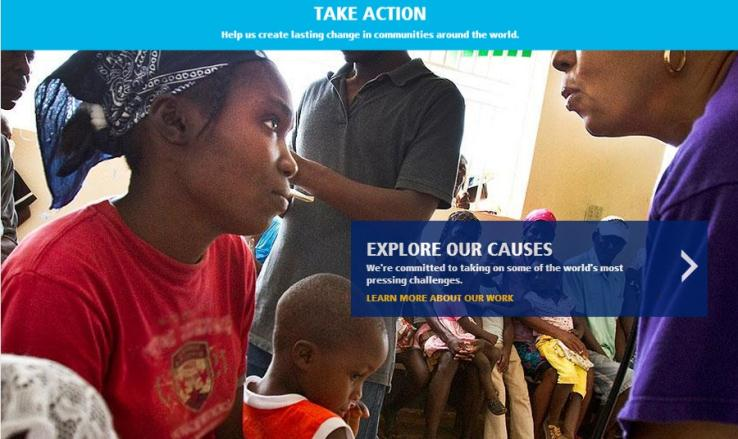 TAKE ACTION
Help us create lasting change in communities around the world.
EXPLORE OUR CAUSES
We're committed to taking on some of the world's most
pressing challenges.
LEARN MORE ABOUT OUR WORK